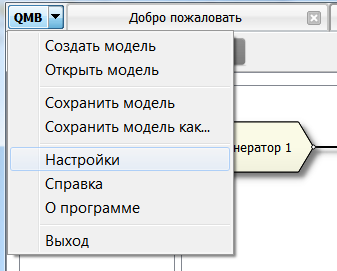 QMB
Добро пожаловать
Создать модель
Открыть модель
Сохранить модель
Сохранить модель как...
Настройки
нератор 1
Справка
О программе
Выход